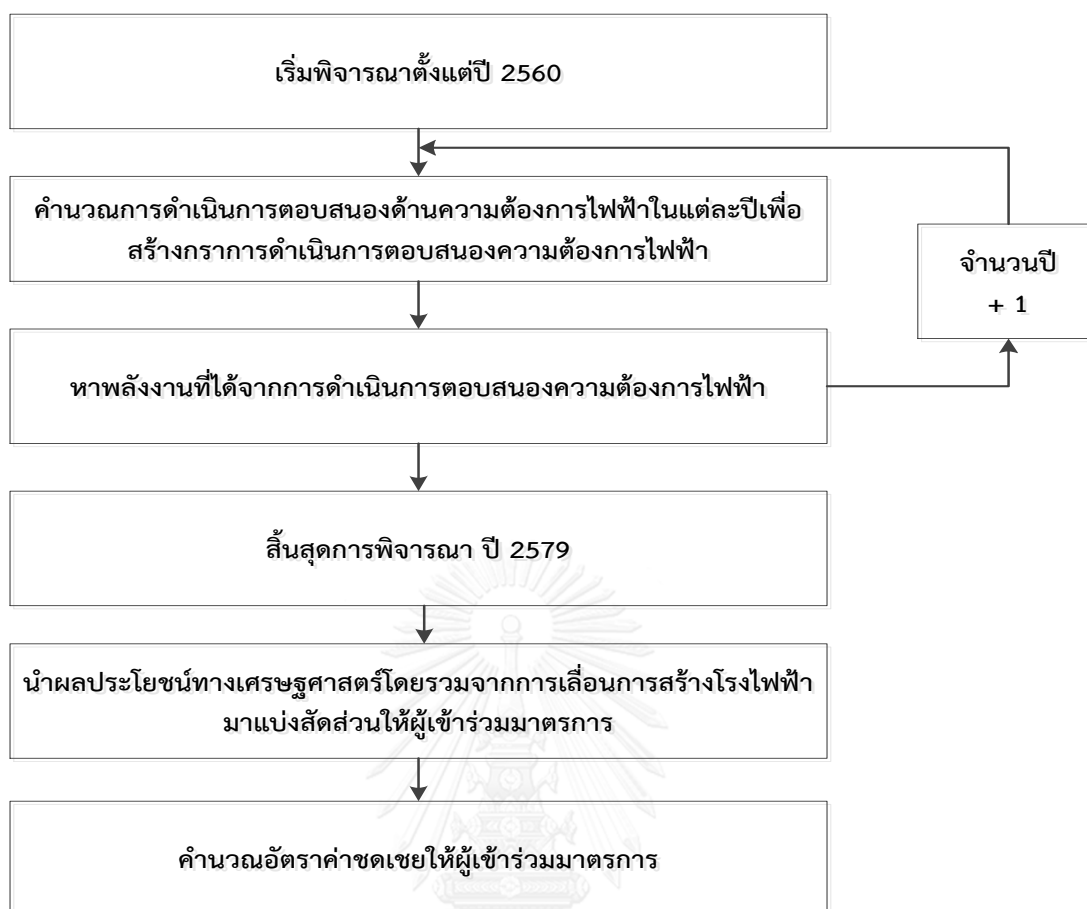 เริ่มพิจารณาตั้งแต่ปี 2560
คำนวณการดำเนินการตอบสนองด้านความต้องการไฟฟ้าในแต่ละปีเพื่อ
สร้างกราการดำเนินการตอบสนองความต้องการไฟฟ้า
จำนวนปี
+ 1
หาพลังงานที่ได้จากการดำเนินการตอบสนองความต้องการไฟฟ้า
สิ้นสุดการพิจารณา ปี 2579
นำผลประโยชน์ทางเศรษฐศาสตร์โดยรวมจากการเลื่อนการสร้างโรงไฟฟ้า
มาแบ่งสัดส่วนให้ผู้เข้าร่วมมาตรการ
คำนวณอัตราค่าชดเชยให้ผู้เข้าร่วมมาตรการ